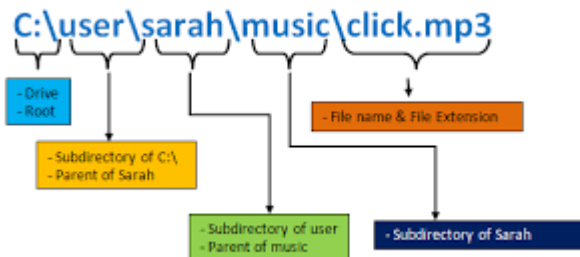 C:\user\sarah\music\click.mp3
- Drive
- Root
- File name & File Extension
- Subdirectory of C:\
- Parent of Sarah
- Subdirectory of user
- Parent of music
- Subdirectory of Sarah